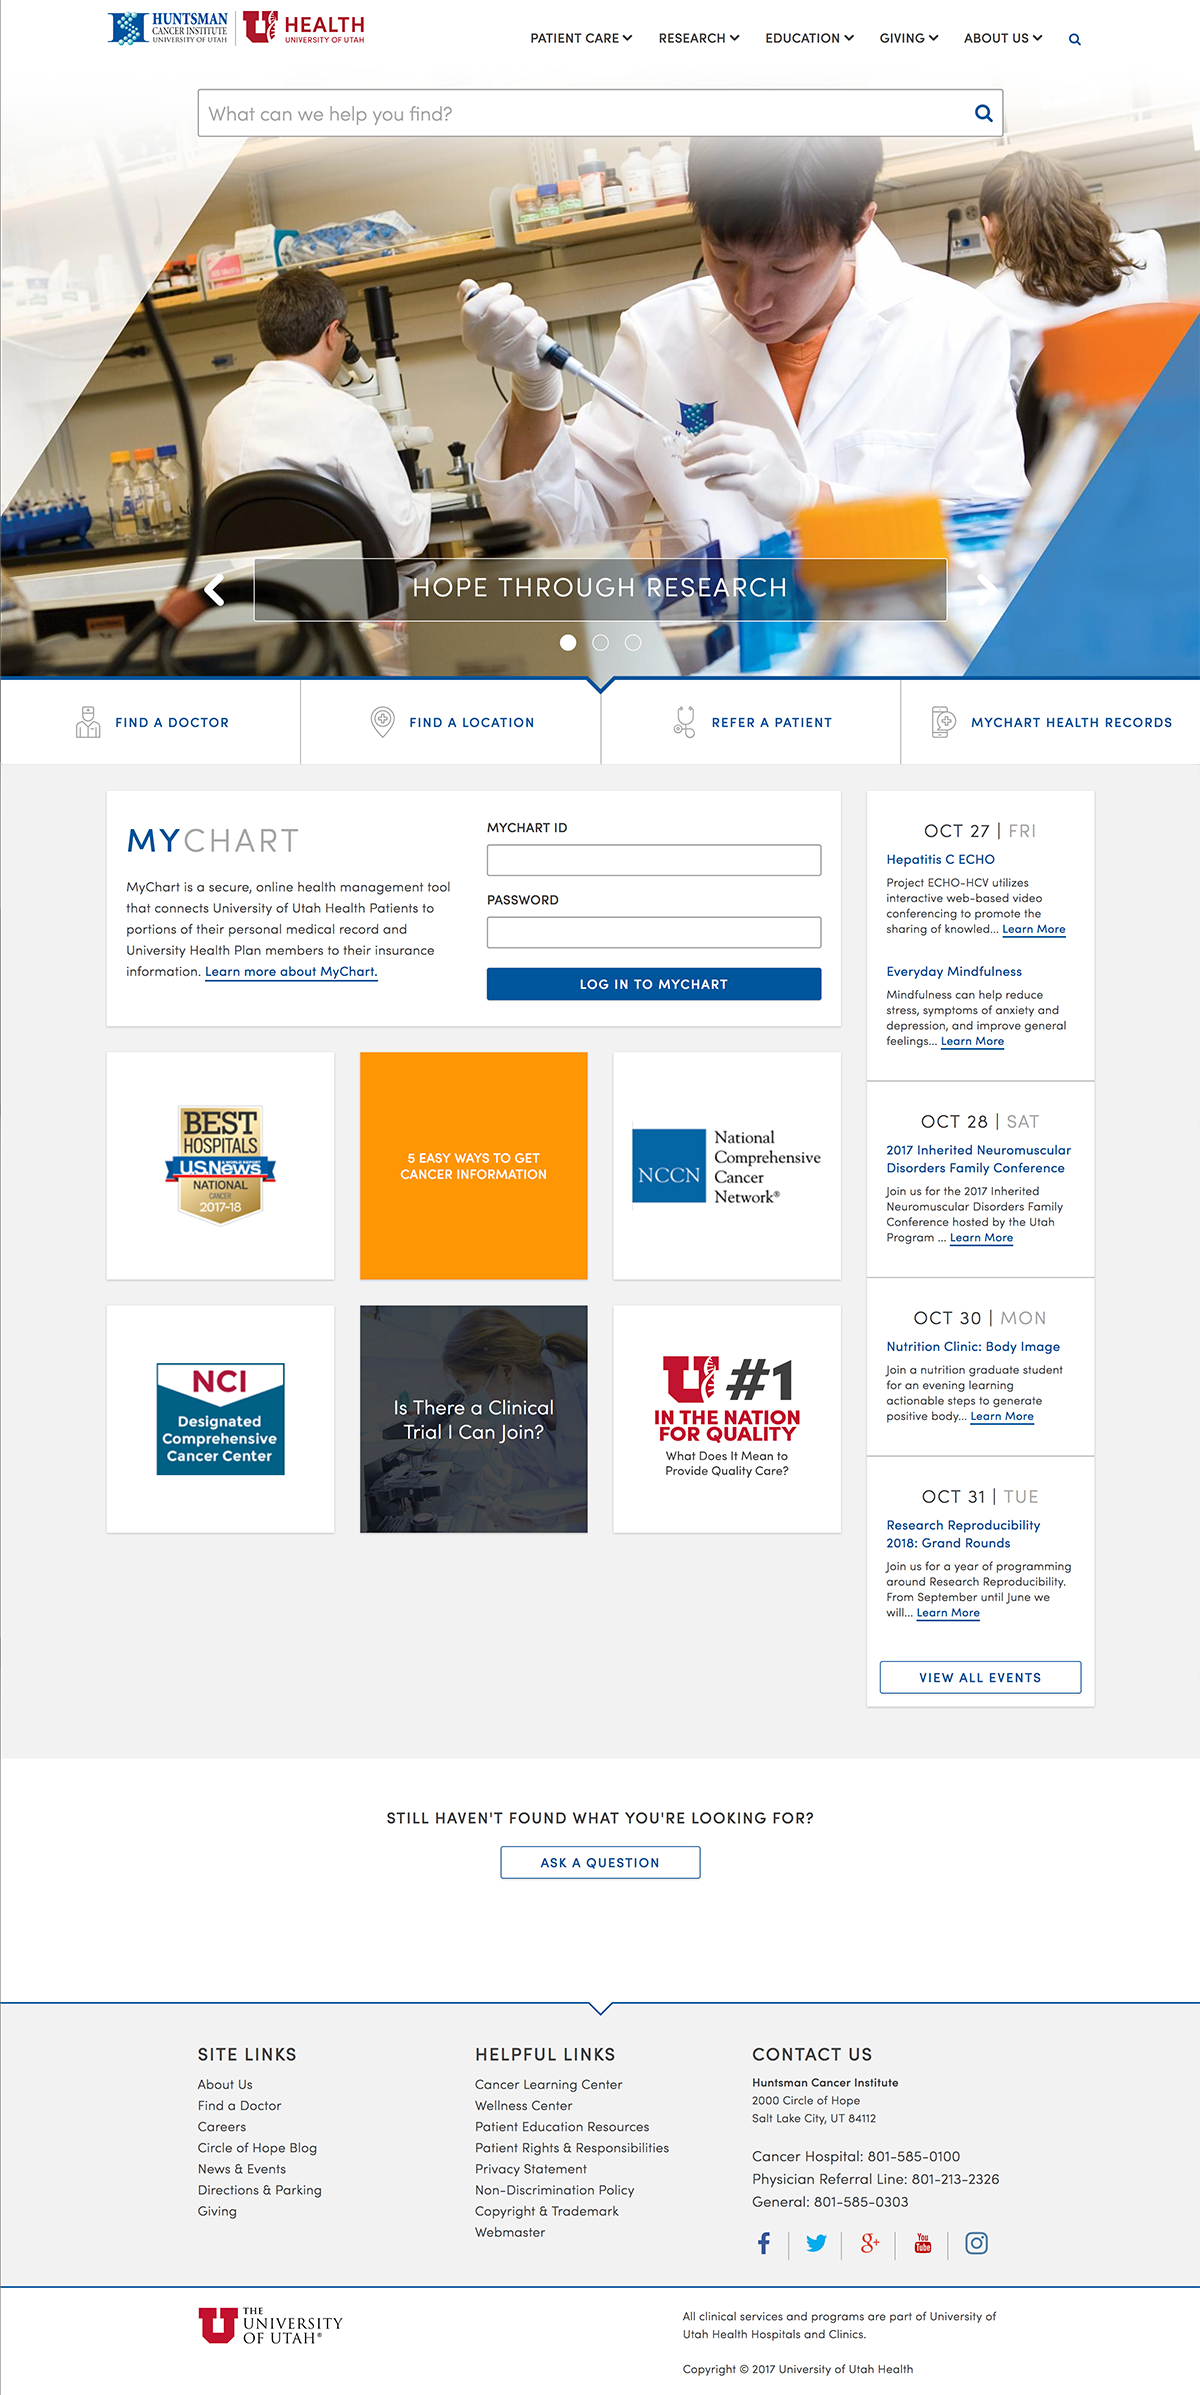 HUNTSMAN
CANCER INSTITUTE
UNIVERSITY OF UTAH
HEALTH
UNIVERSITY OF UTAH
PATIENT CARE
RESEARCH
EDUCATION
GIVING
ABOUT US
What can we help you find?
HOPE THROUGH RESEARCH
FIND A DOCTOR
FIND A LOCATION
REFER A PATIENT
MYCHART HEALTH RECORDS
MYCHART
MyChart is a secure, online health management tool
that connects University of Utah Health Patients to
portions of their personal medical record and
University Health Plan members to their insurance
information. Learn more about MyChart.
MYCHART ID
PASSWORD
LOG IN TO MYCHART
BEST
HOSPITALS
U.S.News
A WORLD REPORT
NATIONAL
CANCER
2017-18
5 EASY WAYS TO GET
CANCER INFORMATION
NCCN
National
Comprehensive
Cancer
Network®
NCI
Designated
Comprehensive
Cancer Center
Is There a Clinical
Trial I Can Join?
U #1
IN THE NATION
FOR QUALITY
What Does It Mean to
Provide Quality Care?
OCT 27 | FRI
Hepatitis C ECHO
Project ECHO-HCV utilizes
interactive web-based video
conferencing to promote the
sharing of knowled... Learn More
Everyday Mindfulness
Mindfulness can help reduce
stress, symptoms of anxiety and
depression, and improve general
feelings... Learn More
OCT 28 | SAT
2017 Inherited Neuromuscular
Disorders Family Conference
Join us for the 2017 Inherited
Neuromuscular Disorders Family
Conference hosted by the Utah
Program ... Learn More
OCT 30 | MON
Nutrition Clinic: Body Image
Join a nutrition graduate student
for an evening learning
actionable steps to generate
positive body... Learn More
OCT 31 | TUE
Research Reproducibility
2018: Grand Rounds
Join us for a year of programming
around Research Reproducibility.
From September until June we
will... Learn More
VIEW ALL EVENTS
STILL HAVEN'T FOUND WHAT YOU'RE LOOKING FOR?
ASK A QUESTION
SITE LINKS
About Us
Find a Doctor
Careers
Circle of Hope Blog
News & Events
Directions & Parking
Giving
HELPFUL LINKS
Cancer Learning Center
Wellness Center
Patient Education Resources
Patient Rights & Responsibilities
Privacy Statement
Non-Discrimination Policy
Copyright & Trademark
Webmaster
CONTACT US
Huntsman Cancer Institute
2000 Circle of Hope
Salt Lake City, UT 84112
Cancer Hospital: 801-585-0100
Physician Referral Line: 801-213-2326
General: 801-585-0303
You
Tube
THE
UNIVERSITY
OF UTAH®
All clinical services and programs are part of University of
Utah Health Hospitals and Clinics.
Copyright © 2017 University of Utah Health